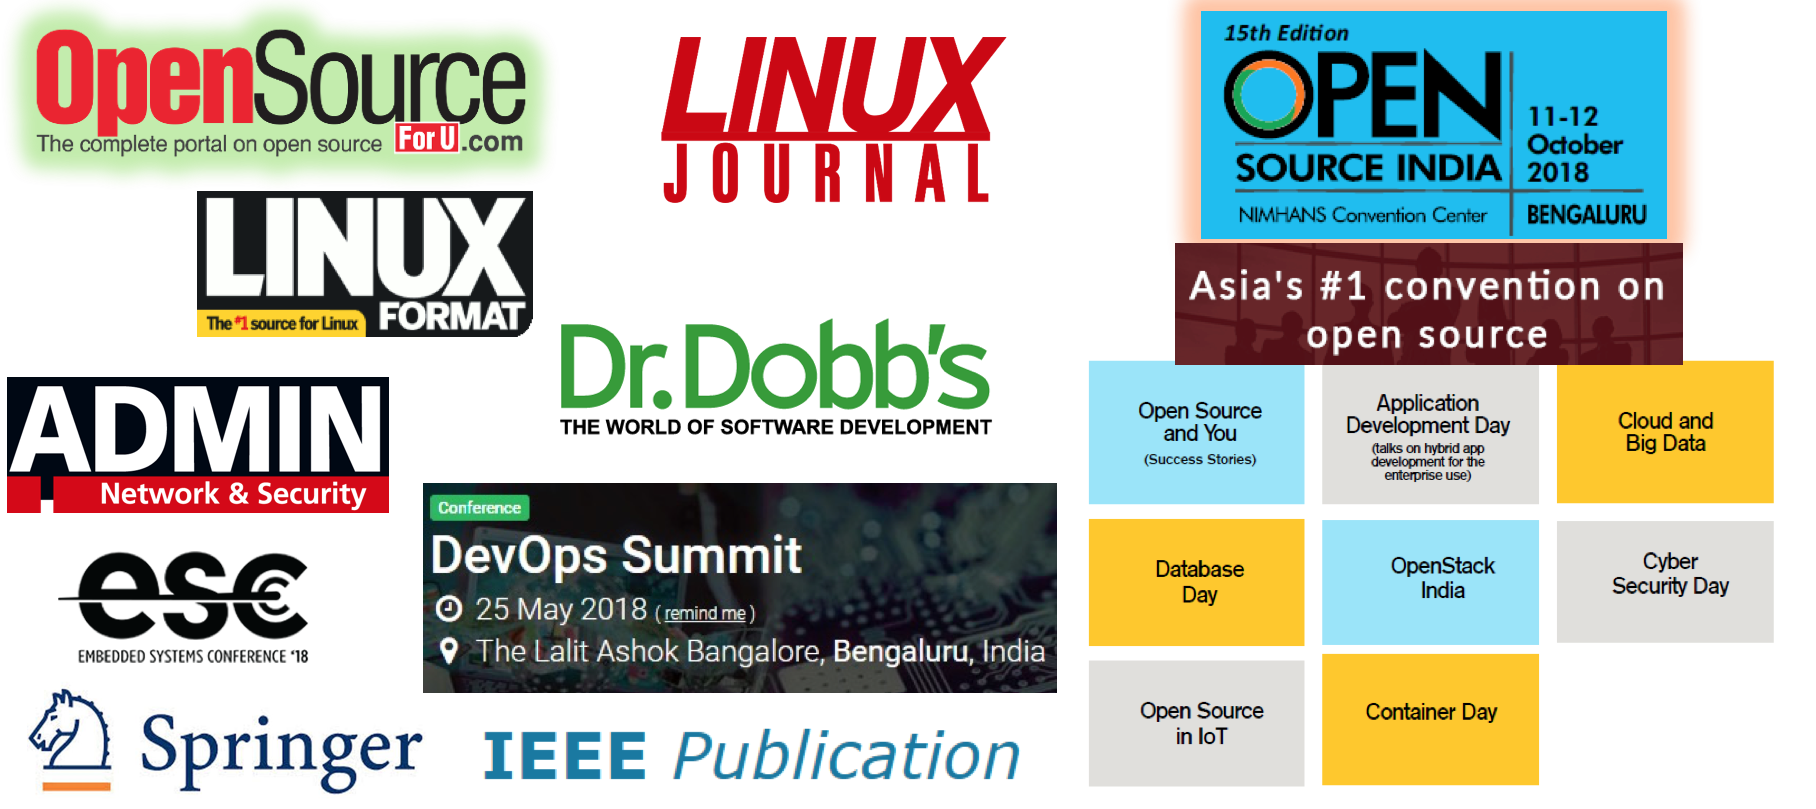 OpenSource
The complete portal on open source For U .com
LINUX
JOURNAL
LINUX
FORMAT
The #1 source for Linux
Dr. Dobb's
THE WORLD OF SOFTWARE DEVELOPMENT
ADMIN
Network & Security
esc
EMBEDDED SYSTEMS CONFERENCE '18
Conference
DevOps Summit
25 May 2018 (remind me)
The Lalit Ashok Bangalore, Bengaluru, India
Springer
IEEE Publication
15th Edition
OPEN
SOURCE INDIA
NIMHANS Convention Center
11-12
October
2018
BENGALURU
Asia's #1 convention on
open source
Open Source
and You
(Success Stories)
Application
Development Day
(talks on hybrid app
development for the
enterprise use)
Cloud and
Big Data
Database
Day
OpenStack
India
Cyber
Security Day
Open Source
in IoT
Container Day